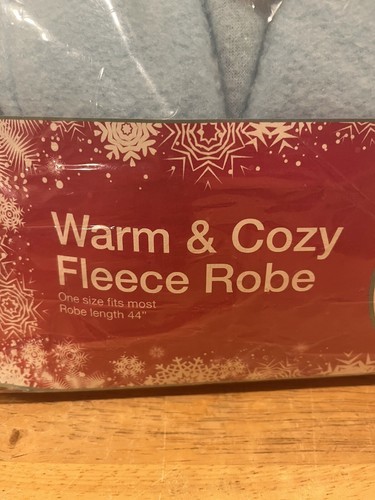 Warm & Cozy
Fleece Robe
One size fits most
Robe length 44"